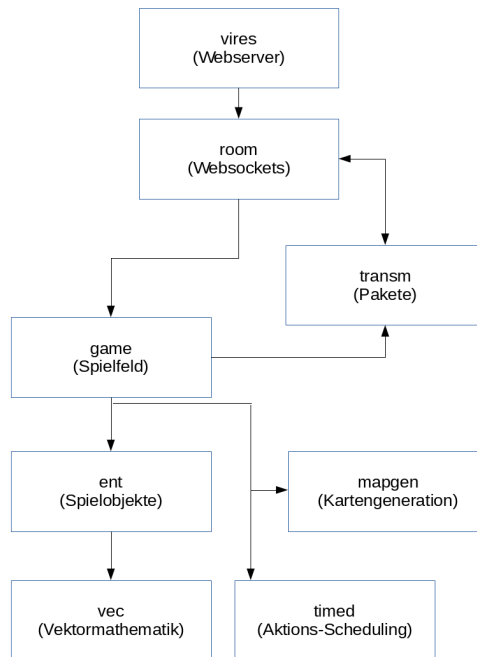 vires
(Webserver)
room
(Websockets)
transm
(Pakete)
game
(Spielfeld)
ent
(Spielobjekte)
mapgen
(Kartengeneration)
vec
(Vektormathematik)
timed
(Aktions-Scheduling)